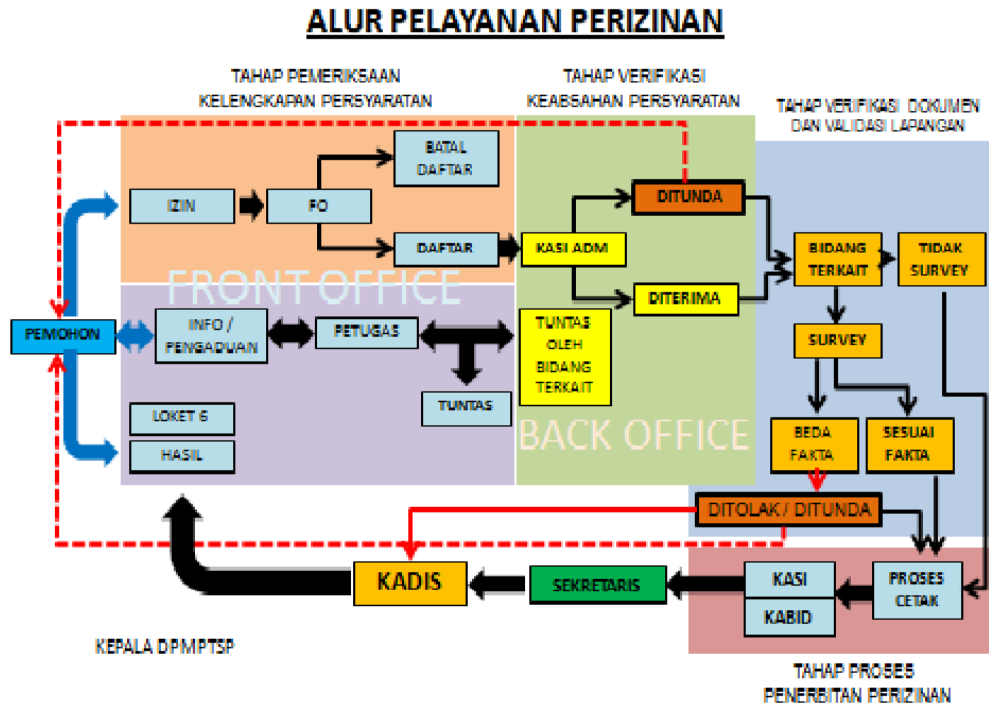 ALUR PELAYANAN PERIZINAN
TAHAP PEMERIKSAAN
KELENGKAPAN PERSYARATAN
TAHAP VERIFIKASI
KEABSAHAN PERSYARATAN
TAHAP VERIFIKASI DOKUMEN
DAN VALIDASI LAPANGAN
BATAL
DAFTAR
IZIN
FO
DAFTAR
KASI ADM
DITUNDA
DITERIMA
BIDANG
TERKAIT
TIDAK
SURVEY
FRONT OFFICE
PEMOHON
INFO /
PENGADUAN
PETUGAS
TUNTAS
OLEH
BIDANG
TERKAIT
SURVEY
TUNTAS
LOKET 6
HASIL
BACK OFFICE
BEDA
FAKTA
SESUAI
FAKTA
DITOLAK / DITUNDA
KADIS
SEKRETARIS
KASI
KABID
PROSES
CETAK
KEPALA DPMPTSP
TAHAP PROSES
PENERBITAN PERIZINAN